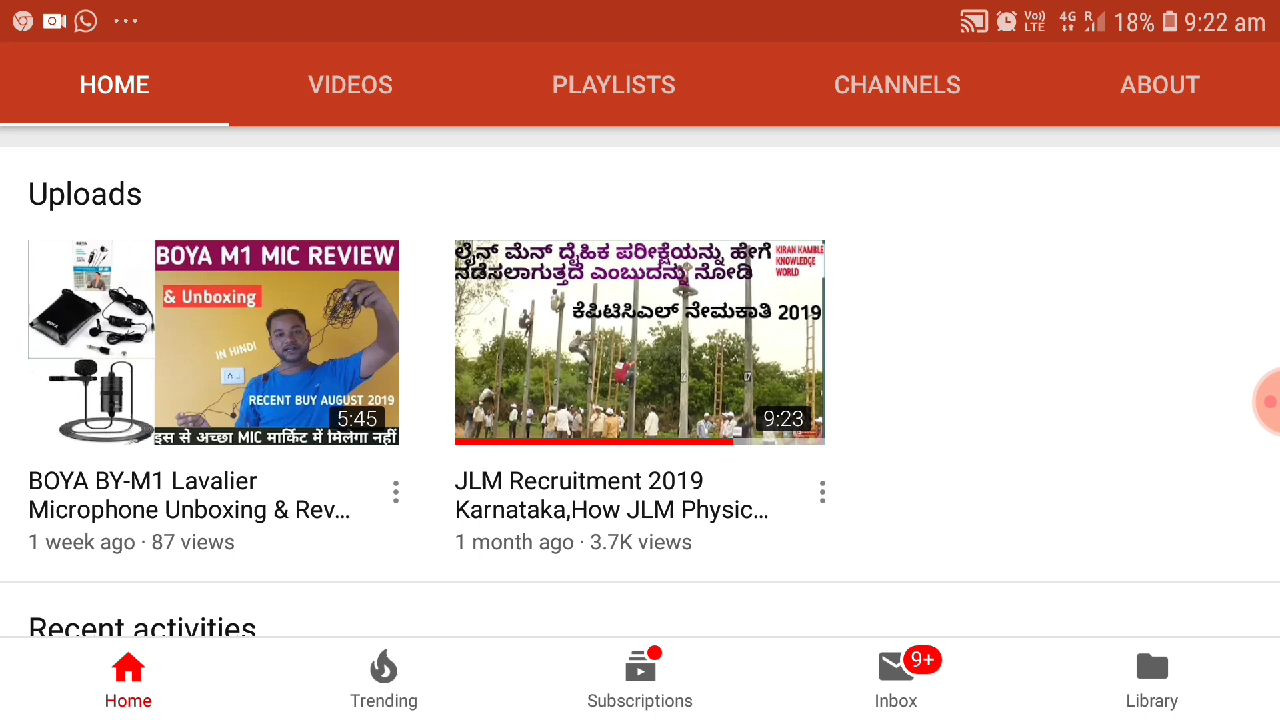 Vo))
LTE
4G
R
18%
9:22 am
HOME
VIDEOS
PLAYLISTS
CHANNELS
ABOUT
Uploads
BOYA M1 MIC REVIEW
& Unboxing
IN HINDI
RECENT BUY AUGUST 2019
5:45
इस से अच्छा MIC मार्किट में मिलेगा नहीं
ಲೈನ್ ಮೆನ್ ದೈಹಿಕ ಪರೀಕ್ಷೆಯನ್ನು ಹೇಗೆ
ನಡೆಸಲಾಗುತ್ತದೆ ಎಂಬುದನ್ನು ನೋಡಿ
KIRAN KAMBLE
KNOWLEDGE
WORLD
ಕೆಪಿಟಿಸಿಎಲ್ ನೇಮಕಾತಿ 2019
9:23
BOYA BY-M1 Lavalier
Microphone Unboxing & Rev...
1 week ago · 87 views
JLM Recruitment 2019
Karnataka,How JLM Physic...
1 month ago · 3.7K views
Recent activities
Home
Trending
Subscriptions
9+
Inbox
Library